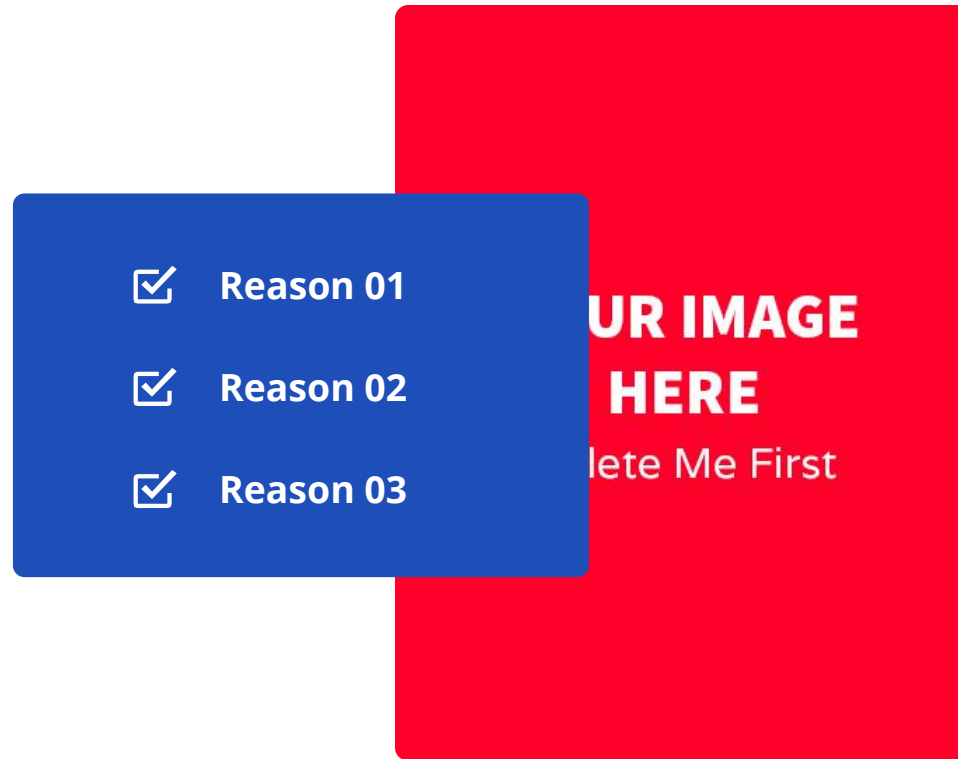 Reason 01
Reason 02
Reason 03
UR IMAGE
HERE
lete Me First